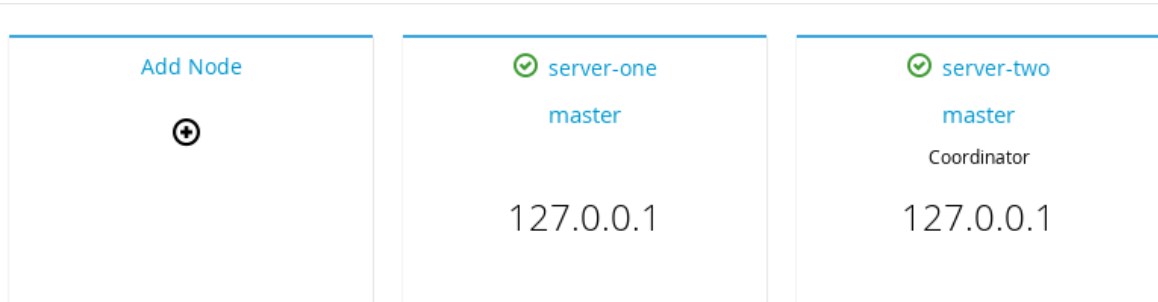 Add Node
server-one
master
127.0.0.1
server-two
master
Coordinator
127.0.0.1